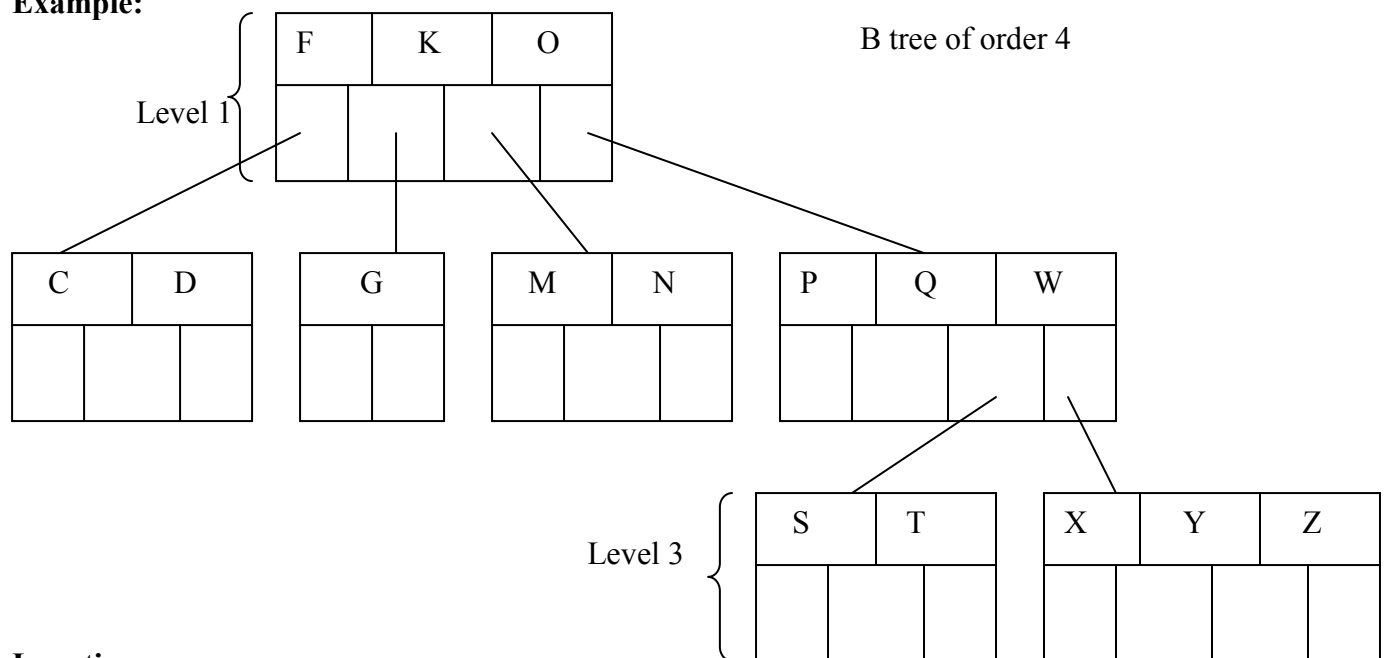 Example:
B tree of order 4
F K O
Level 1
C D G M N P Q W
S T X Y Z
Level 3